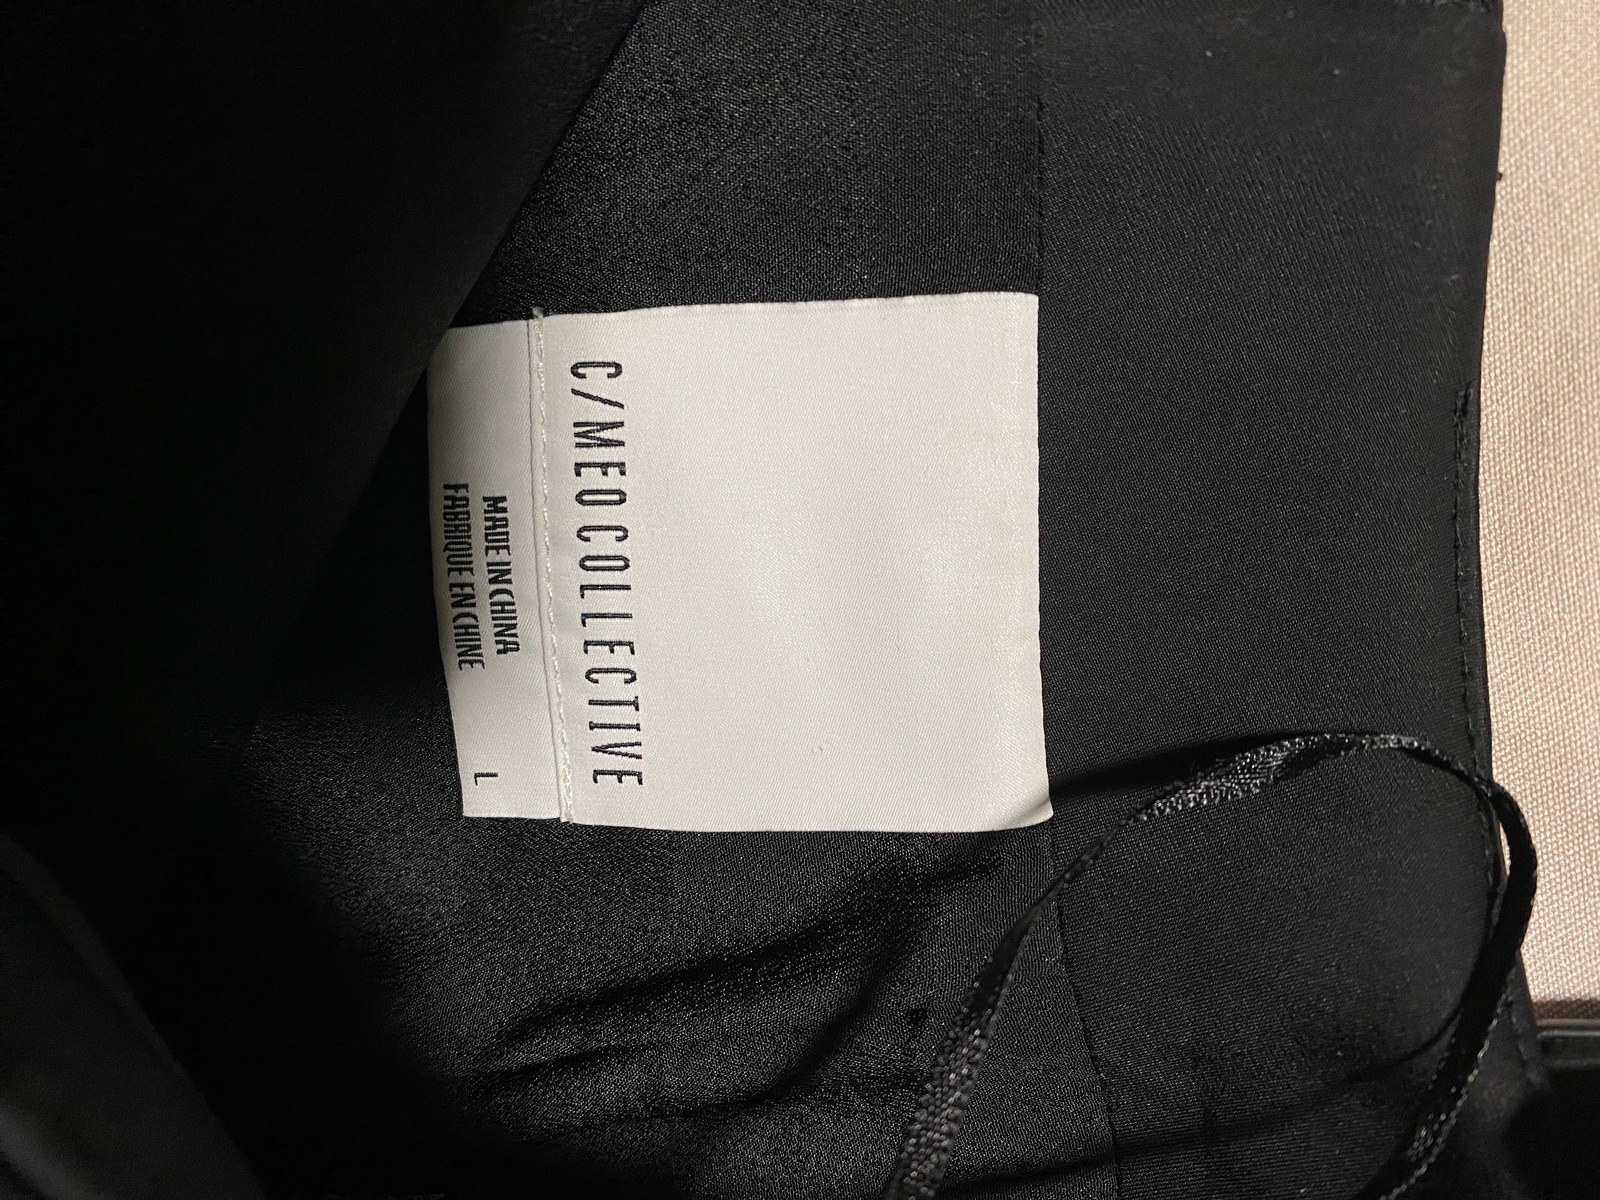 C/MEO COLLECTIVE
MADE IN CHINA
FABRIQUE EN CHINE
L